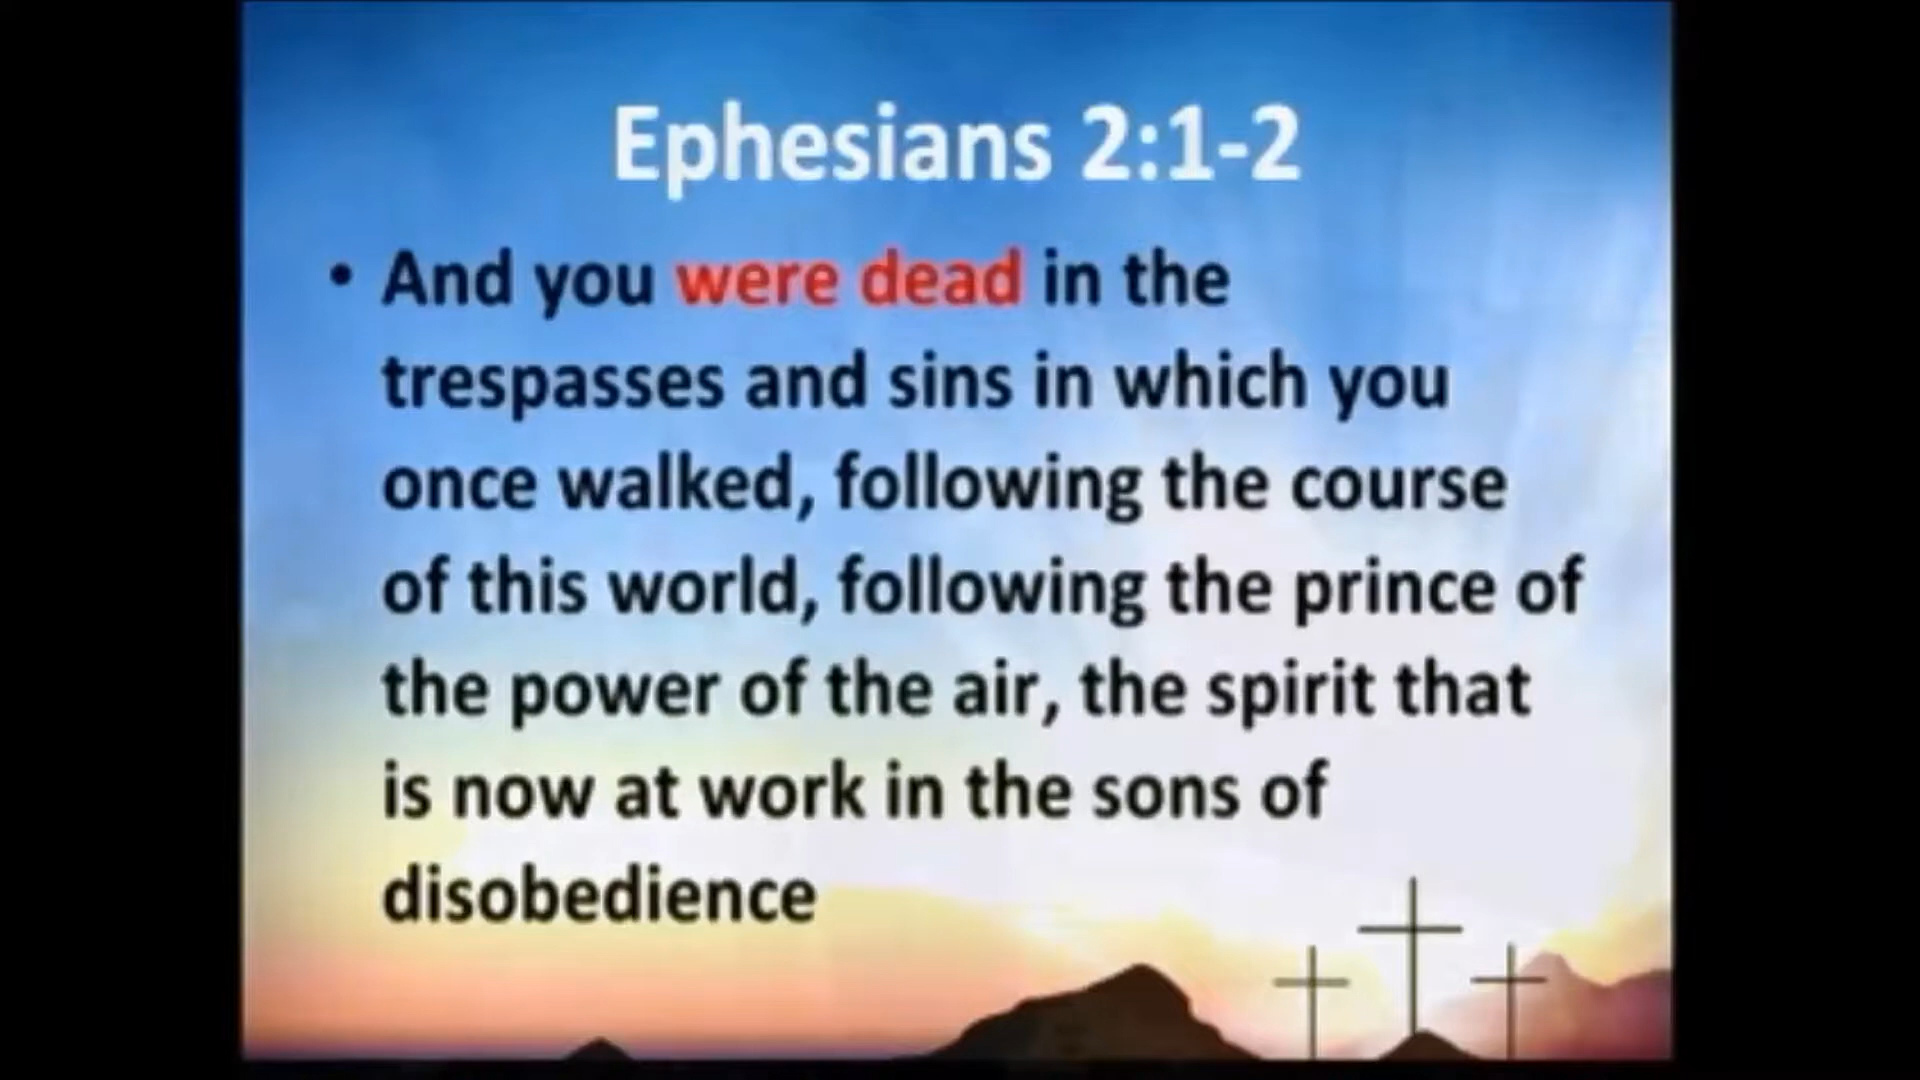 Ephesians 2:1-2
• And you were dead in the
trespasses and sins in which you
once walked, following the course
of this world, following the prince of
the power of the air, the spirit that
is now at work in the sons of
disobedience